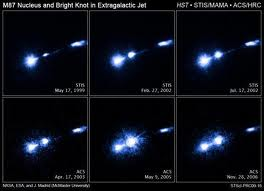 M87 Nucleus and Bright Knot in Extragalactic Jet
HST • STIS/MAMA • ACS/HRC
STIS
May 17, 1999
STIS
Feb 27, 2002
STIS
Jul 17, 2002
ACS
Apr 17, 2003
ACS
May 9, 2005
ACS
Nov 28, 2006
NASA, ESA, and J. Madrid (McMaster University)
STScI-PRC09-16